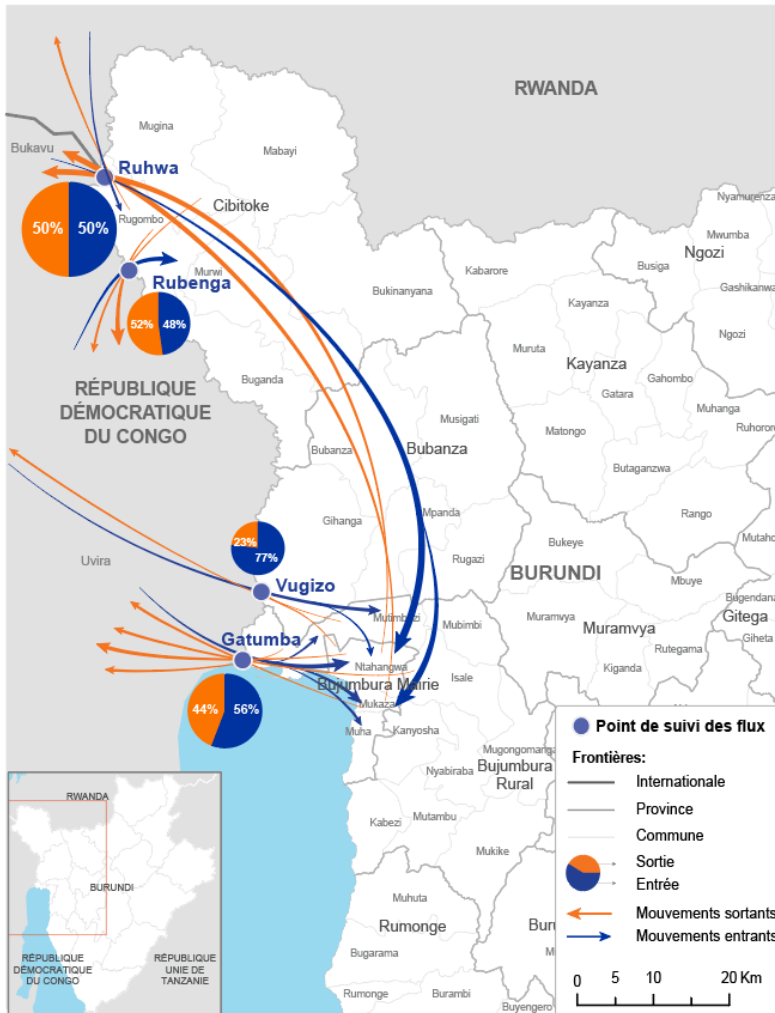 RWANDA
Mugina
Mabayi
Bukavu
Ruhwa
Nyamurenza
Cibitoke
Rugombo
Mwumba
50%
50%
Ngozi
Busiga
Kabarore
Gashikanwa
Murwi
Rubenga
Bukinanyana
Kayanza
52%
48%
Muruta
Ngozi
Kayanza
Gahombo
RÉPUBLIQUE
DÉMOCRATIQUE
DU CONGO
Buganda
Gatara
Muhanga
Musigati
Matongo
Ruhororo
Bubanza
Bubanza
Butaganzwa
Gihanga
Mpanda
Rango
23%
77%
Bukeye
Mutaho
Uvira
Rugazi
BURUNDI
Mbuye
Vugizo
Bugendana
Mutimbuzi
Mubimbi
Muramvya
Muramvya
Gitega
Gatumba
Giheta
Ntahangwa
Rutegama
Bujumbura Mairie
Isale
Kiganda
44%
56%
Mukaza
Muha
Kanyosha
Mugongomanga
Nyabiraba
Bujumbura
Rural
Kabezi
Mutambu
Mukike
Muhuta
Rumonge
Bugarama
Rumonge
Burambi
Buyengero
Point de suivi des flux
Frontières:
Internationale
Province
Commune
Sortie
Entrée
Mouvements sortants
Mouvements entrants
0 5 10 20 Km
RWANDA
BURUNDI
RÉPUBLIQUE
DÉMOCRATIQUE
DU CONGO
RÉPUBLIQUE
UNIE DE
TANZANIE